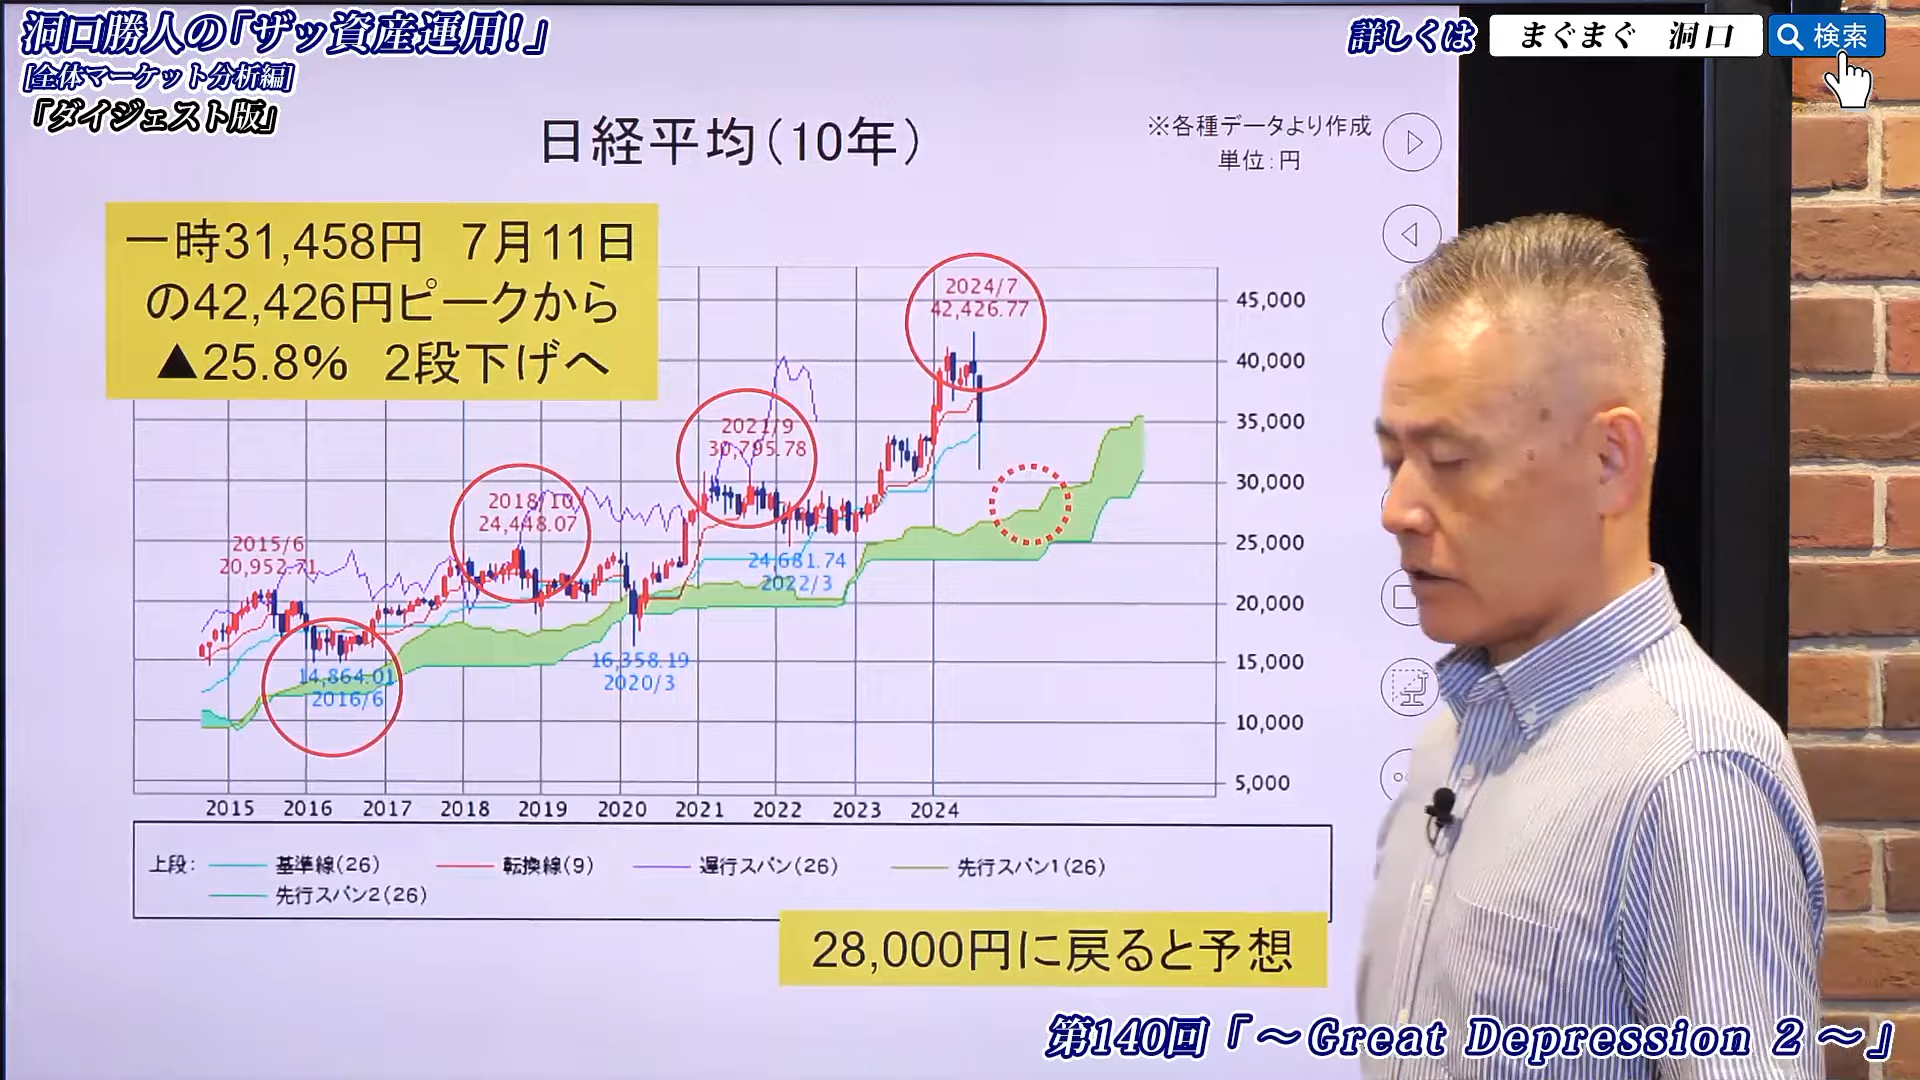 洞口勝人の「ザッ資産運用!」
[全体マーケット分析編]
「ダイジェスト版」
詳しくは
まぐまぐ 洞口
検索
日経平均(10年)
※各種データより作成
単位:円
一時31,458円 7月11日
の42,426円ピークから
▲25.8% 2段下げへ
2024/7
42,426.77
2021/9
30,795.78
2018/10
24,448.07
2015/6
20,952.71
24,681.74
2022/3
16,358.19
2020/3
14,864.01
2016/6
45,000
40,000
35,000
30,000
25,000
20,000
15,000
10,000
5,000
2015 2016 2017 2018 2019 2020 2021 2022 2023 2024
上段: 基準線(26) 転換線(9) 遅行スパン(26) 先行スパン1(26)
先行スパン2(26)
28,000円に戻ると予想
第140回「~Great Depression 2~」